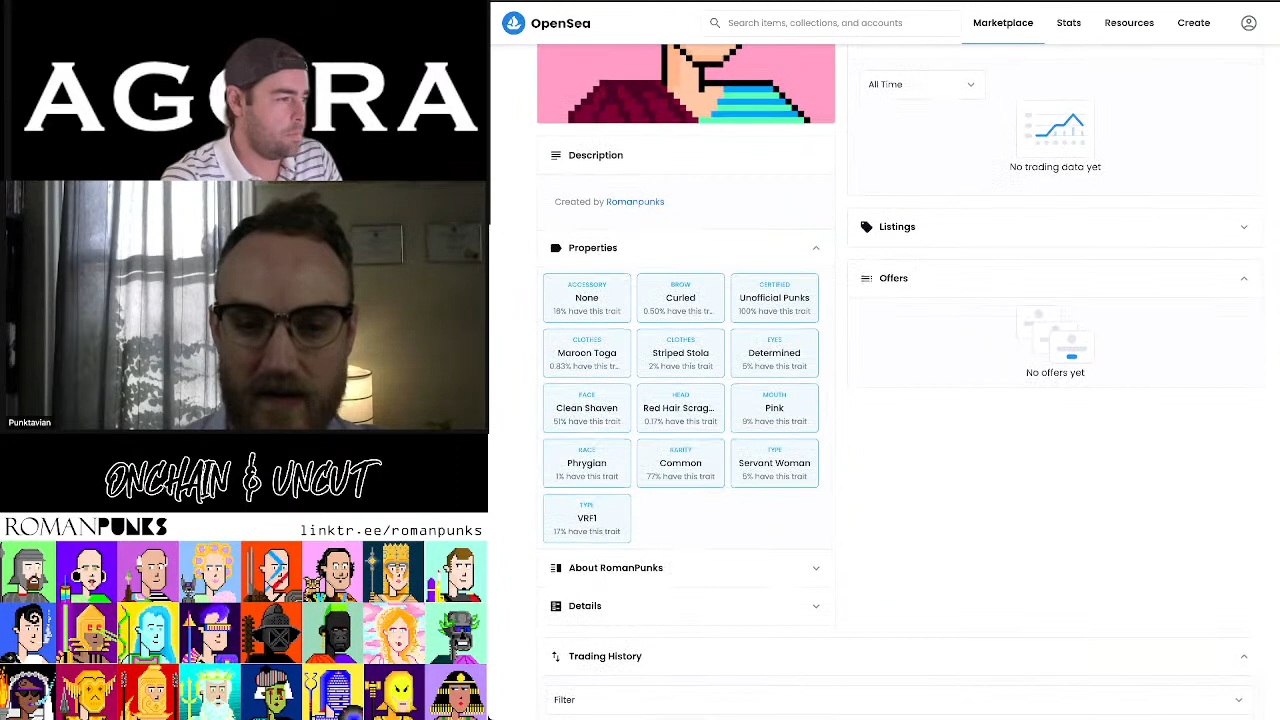 AGORA
Punktavian
ONCHAIN & UNCUT
ROMANPUNKS
linktr.ee/romanpunks
OpenSea
Search items, collections, and accounts
Marketplace
Stats
Resources
Create
All Time
No trading data yet
Description
Created by Romanpunks
Properties
ACCESSORY
None
16% have this trait
BROW
Curled
0.50% have this tr...
CERTIFIED
Unofficial Punks
100% have this trait
CLOTHES
Maroon Toga
0.83% have this tr...
CLOTHES
Striped Stola
2% have this trait
EYES
Determined
5% have this trait
FACE
Clean Shaven
51% have this trait
HEAD
Red Hair Scrag...
0.17% have this trait
MOUTH
Pink
9% have this trait
RACE
Phrygian
1% have this trait
RARITY
Common
77% have this trait
TYPE
Servant Woman
5% have this trait
TYPE
VRF1
17% have this trait
About RomanPunks
Details
Listings
Offers
No offers yet
Trading History
Filter